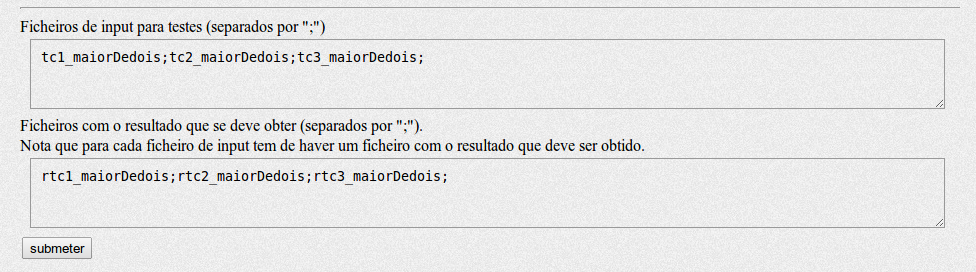 Ficheiros de input para testes (separados por ";")
tc1_maiorDedois;tc2_maiorDedois;tc3_maiorDedois;
Ficheiros com o resultado que se deve obter (separados por ";").
Nota que para cada ficheiro de input tem de haver um ficheiro com o resultado que deve ser obtido.
rtc1_maiorDedois;rtc2_maiorDedois;rtc3_maiorDedois;
submeter